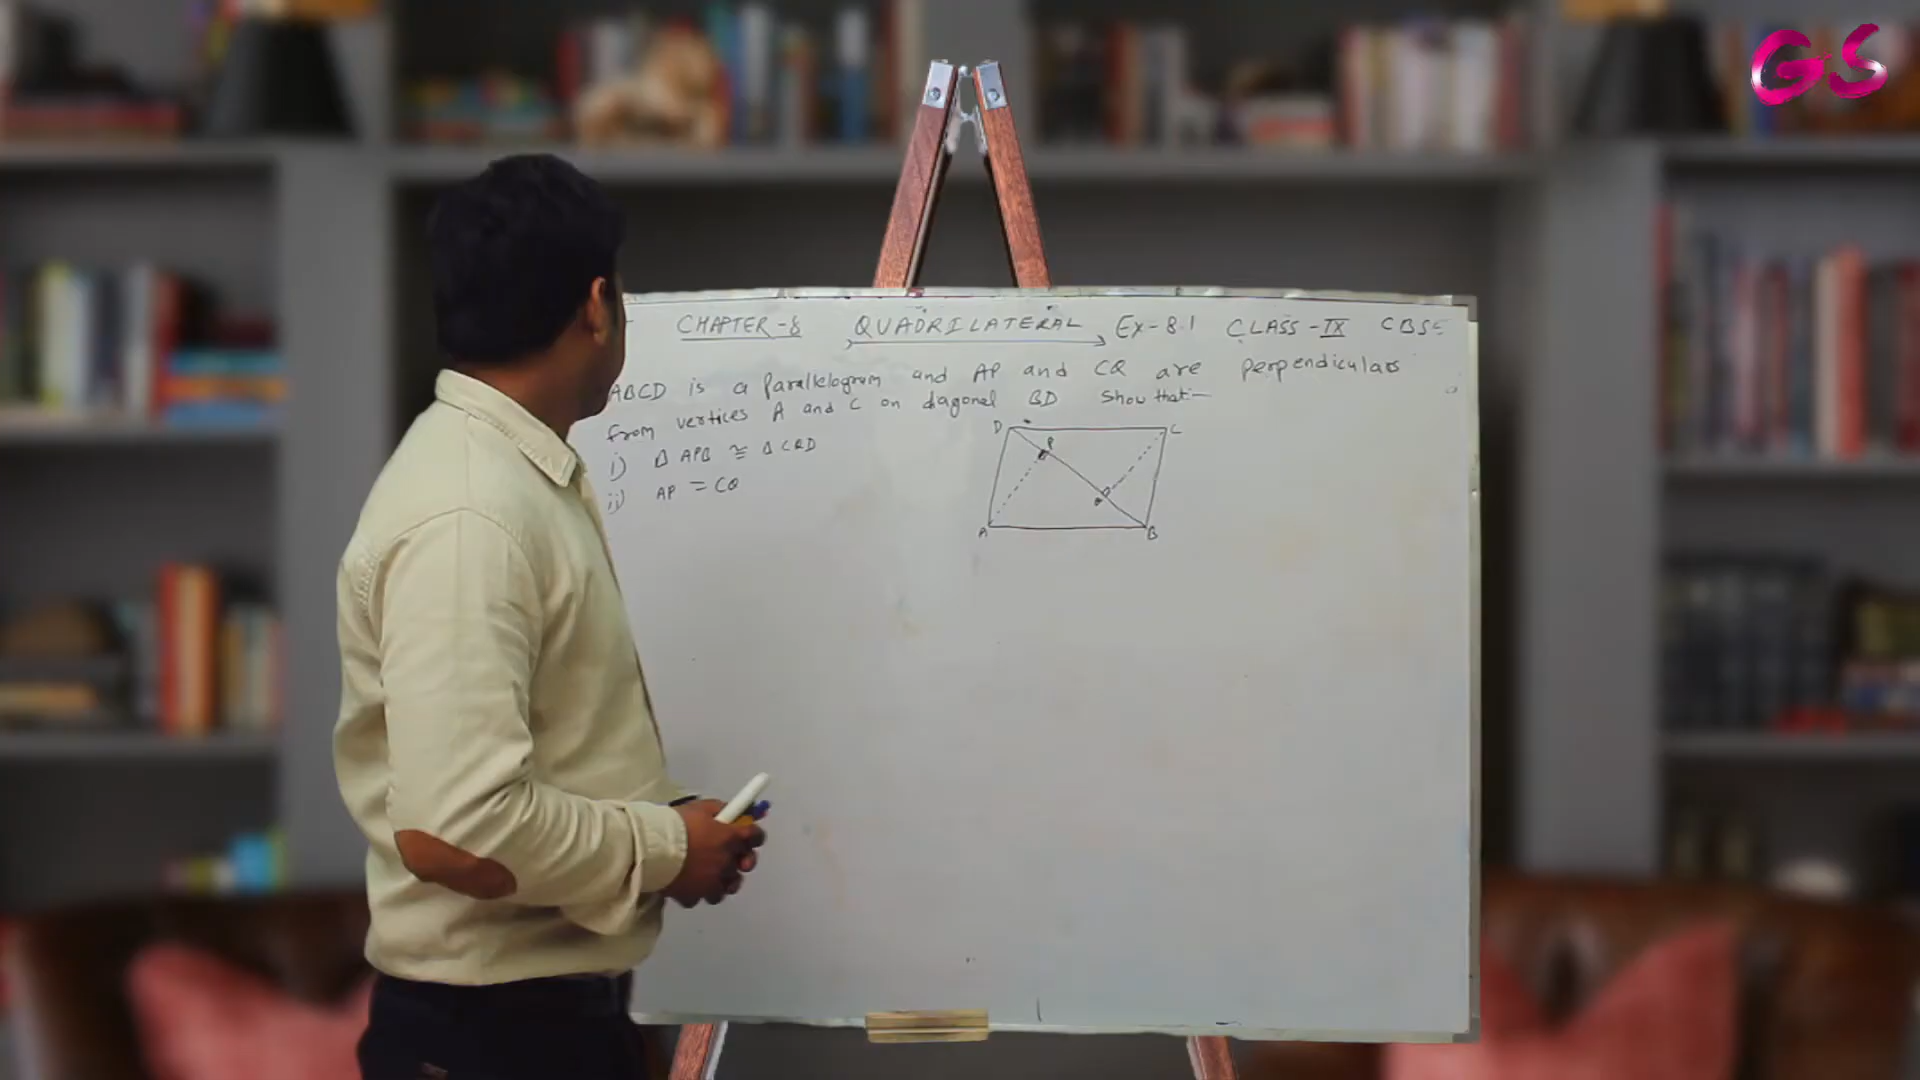 GS
CHAPTER-8 QUADRILATERAL Ex-8.1 CLASS-IX CBSE
ABCD is a parallelogram and AP and CQ are perpendiculars
from vertices A and C on diagonal BD Show that—
i) Δ APB ≅ Δ CQD
ii) AP = CQ
D C
P
Q
A B